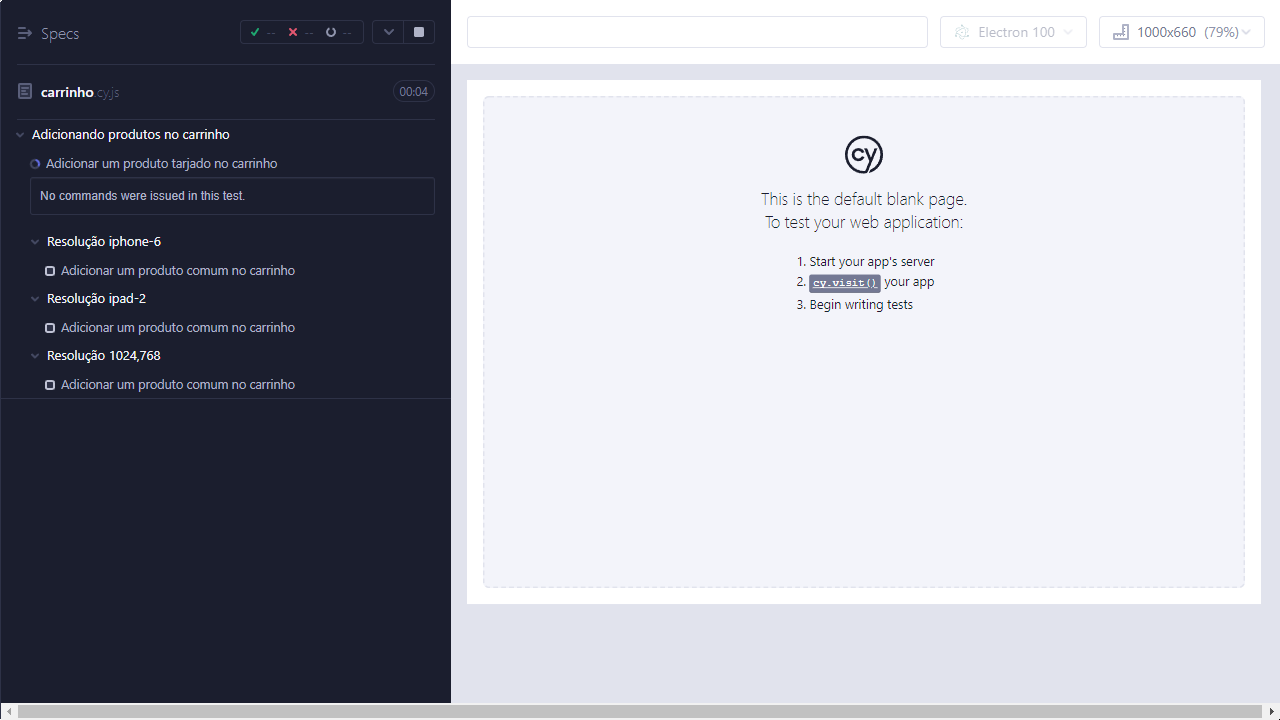 Specs
--
--
--
carrinho.cy.js
00:04
Adicionando produtos no carrinho
Adicionar um produto tarjado no carrinho
No commands were issued in this test.
Resolução iphone-6
Adicionar um produto comum no carrinho
Resolução ipad-2
Adicionar um produto comum no carrinho
Resolução 1024,768
Adicionar um produto comum no carrinho
Electron 100
1000x660 (79%)
cy
This is the default blank page.
To test your web application:
1. Start your app's server
2. cy.visit() your app
3. Begin writing tests